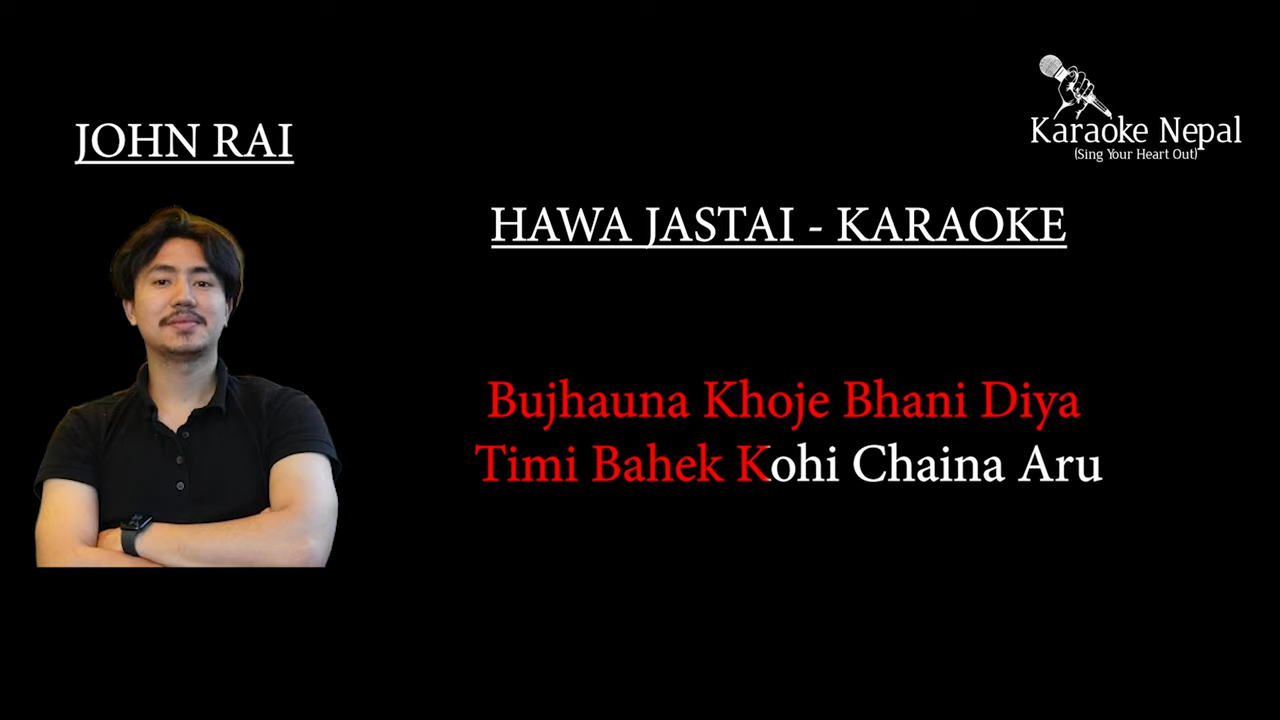 JOHN RAI
Karaoke Nepal
(Sing Your Heart Out)
HAWA JASTAI - KARAOKE
Bujhauna Khoje Bhani Diya
Timi Bahek Kohi Chaina Aru